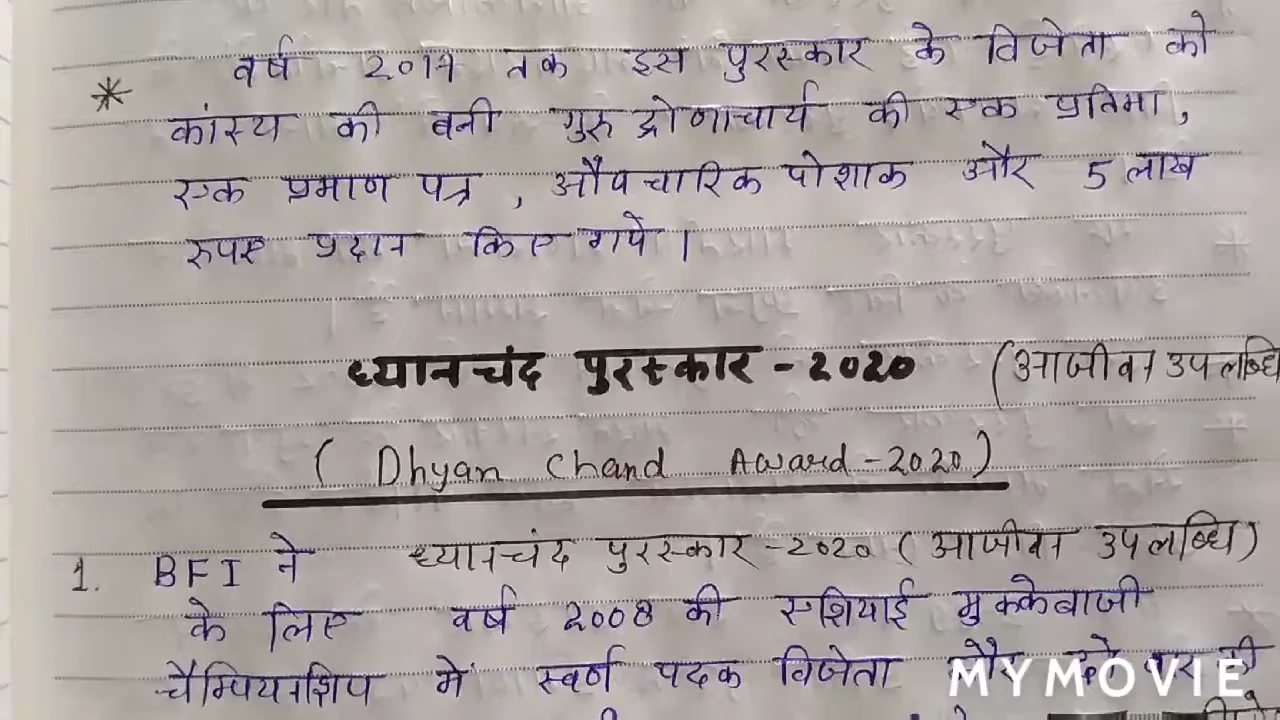 * वर्ष 2017 तक इस पुरस्कार के विजेता को
कांस्य की बनी गुरु द्रोणाचार्य की एक प्रतिमा,
एक प्रमाण पत्र, औपचारिक पोशाक और 5 लाख
रुपए प्रदान किए गये।
ध्यानचंद पुरस्कार - 2020 (आजीवन उपलब्धि
( Dhyan Chand Award-2020)
1. BFI ने ध्यानचंद पुरस्कार -2020 (आजीवन उपलब्धि)
के लिए वर्ष 2008 की एशियाई मुक्केबाजी
चैम्पियनशिप में स्वर्ण पदक विजेता और की
MYMOVIE